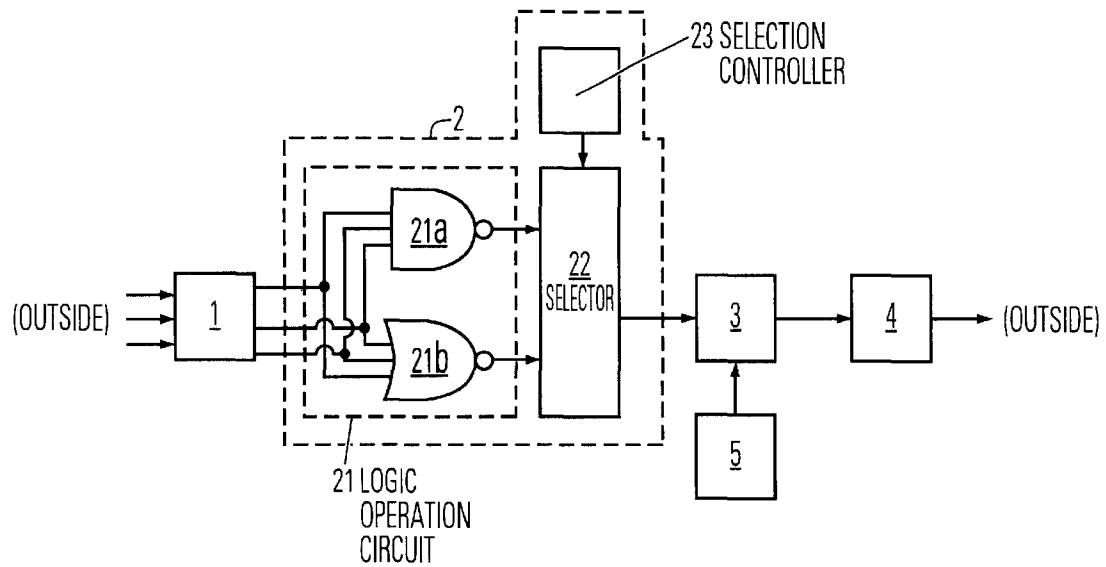 23 SELECTION
CONTROLLER
2
21a
22
SELECTOR
(OUTSIDE)
1
3
4
(OUTSIDE)
21b
5
21 LOGIC
OPERATION
CIRCUIT